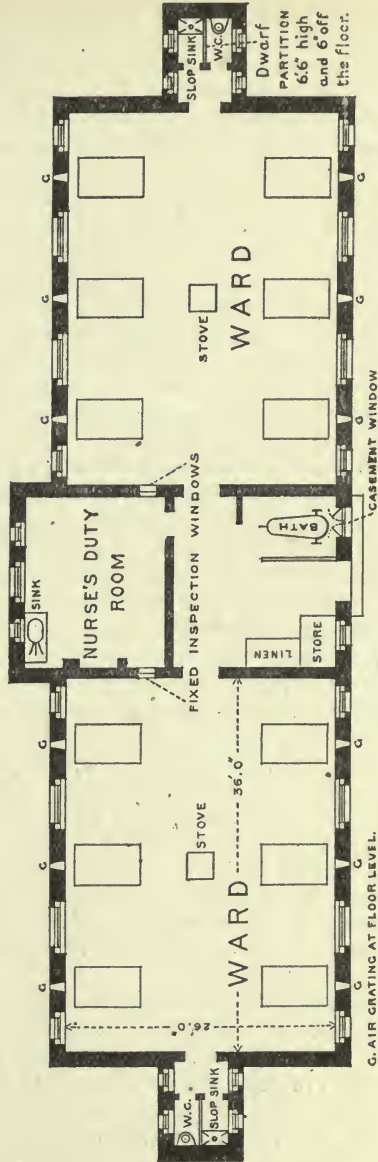 SLOP SINK
W.C.
Dwarf
PARTITION
6.'6" high
and 6" off
the floor.
G
G
G
G
G
G
STOVE
WARD
G
G
G
G
G
G
SINK
NURSE'S DUTY
ROOM
FIXED INSPECTION WINDOWS
BATH
CASEMENT WINDOW
LINEN
STORE
STOVE
WARD
36.'0"
26.'0"
W.C.
SLOP SINK
G. AIR GRATING AT FLOOR LEVEL.